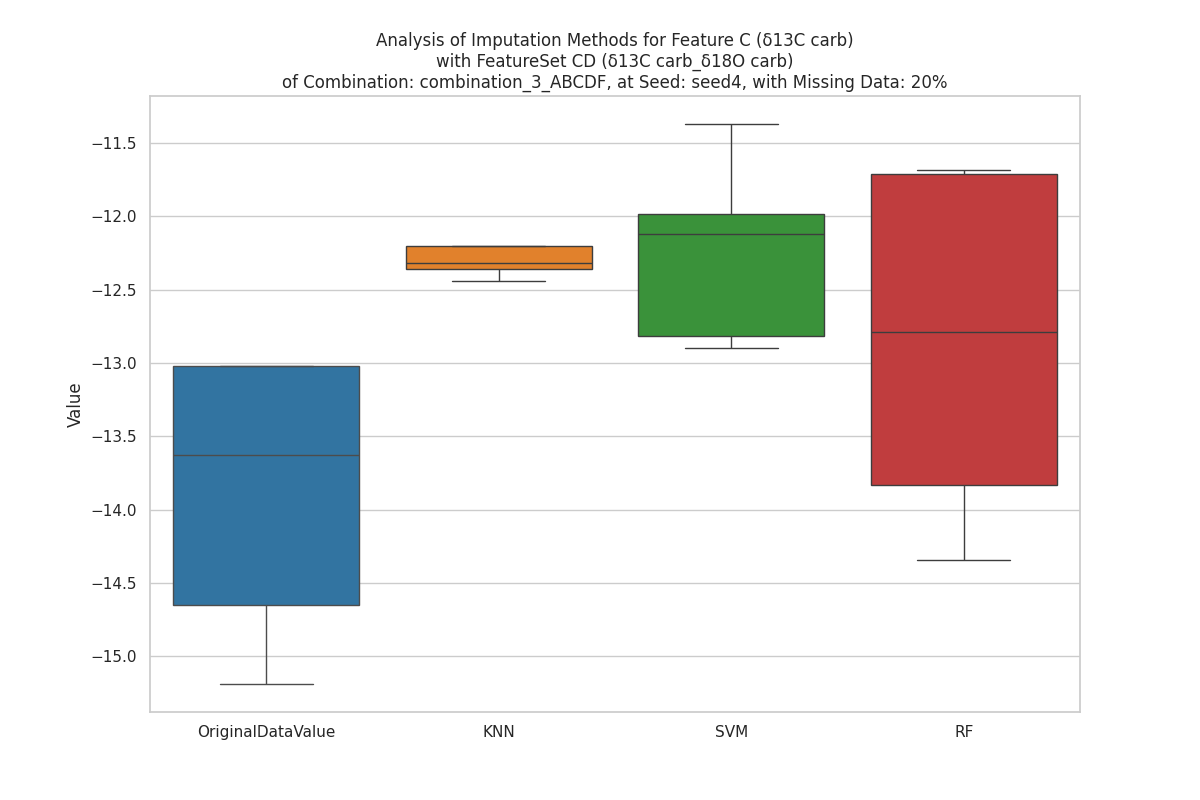 Analysis of Imputation Methods for Feature C (δ13C carb)
with FeatureSet CD (δ13C carb_δ18O carb)
of Combination: combination_3_ABCDF, at Seed: seed4, with Missing Data: 20%
Value
−11.5
−12.0
−12.5
−13.0
−13.5
−14.0
−14.5
−15.0
OriginalDataValue
KNN
SVM
RF